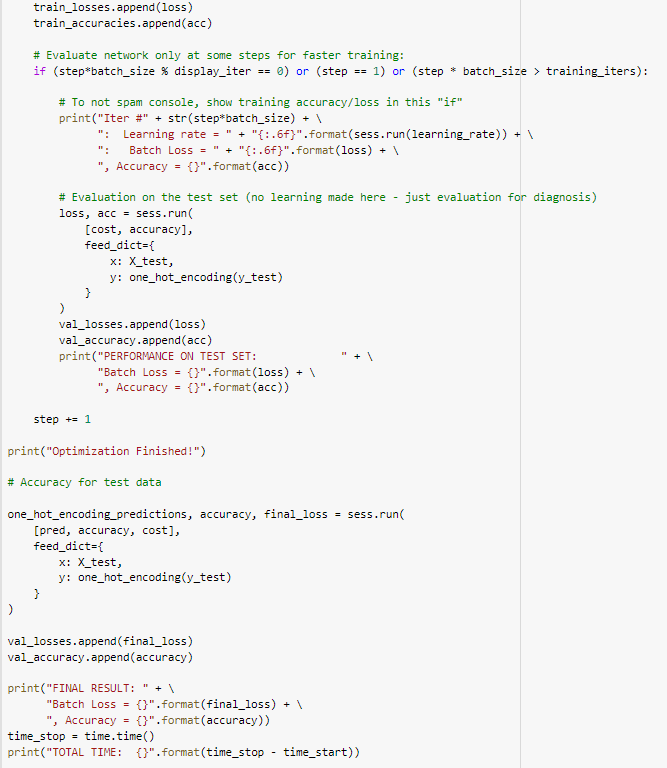 train_losses.append(loss)
train_accuracies.append(acc)
# Evaluate network only at some steps for faster training:
if (step*batch_size % display_iter == 0) or (step == 1) or (step * batch_size > training_iters):
# To not spam console, show training accuracy/loss in this "if"
print("Iter #" + str(step*batch_size) + \
":  Learning rate = " + "{:.6f}".format(sess.run(learning_rate)) + \
":   Batch Loss = " + "{:.6f}".format(loss) + \
", Accuracy = {}".format(acc))
# Evaluation on the test set (no learning made here - just evaluation for diagnosis)
loss, acc = sess.run(
[cost, accuracy],
feed_dict={
x: X_test,
y: one_hot_encoding(y_test)
}
)
val_losses.append(loss)
val_accuracy.append(acc)
print("PERFORMANCE ON TEST SET:             " + \
"Batch Loss = {}".format(loss) + \
", Accuracy = {}".format(acc))
step += 1
print("Optimization Finished!")
# Accuracy for test data
one_hot_encoding_predictions, accuracy, final_loss = sess.run(
[pred, accuracy, cost],
feed_dict={
x: X_test,
y: one_hot_encoding(y_test)
}
)
val_losses.append(final_loss)
val_accuracy.append(accuracy)
print("FINAL RESULT: " + \
"Batch Loss = {}".format(final_loss) + \
", Accuracy = {}".format(accuracy))
time_stop = time.time()
print("TOTAL TIME:  {}".format(time_stop - time_start))